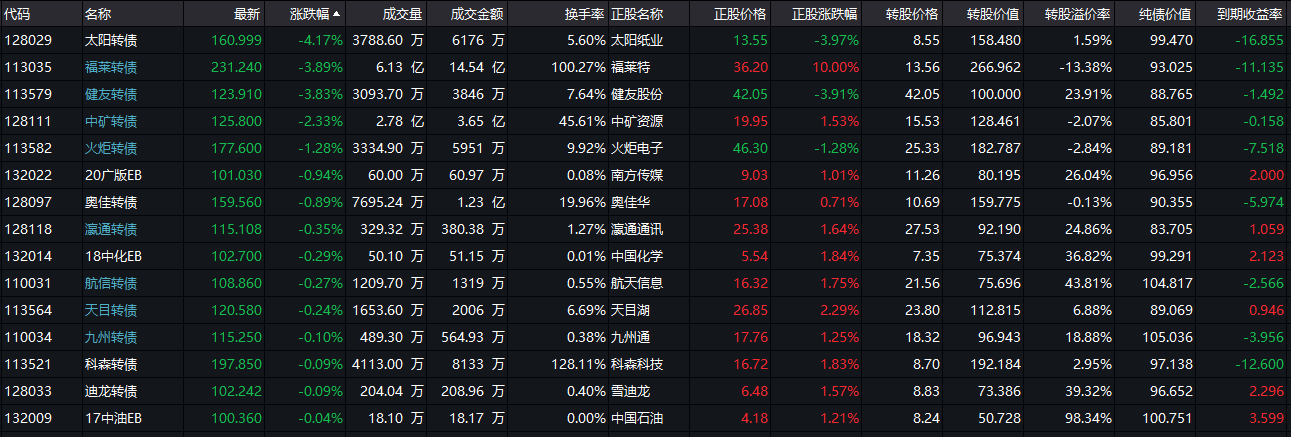 代码 名称 最新 涨跌幅 成交量 成交金额 换手率 正股名称 正股价格 正股涨跌幅 转股价格 转股价值 转股溢价率 纯债价值 到期收益率
128029 太阳转债 160.999 -4.17% 3788.60 万 6176 万 5.60% 太阳纸业 13.55 -3.97% 8.55 158.480 1.59% 99.470 -16.855
113035 福莱转债 231.240 -3.89% 6.13 亿 14.54 亿 100.27% 福莱特 36.20 10.00% 13.56 266.962 -13.38% 93.025 -11.135
113579 健友转债 123.910 -3.83% 3093.70 万 3846 万 7.64% 健友股份 42.05 -3.91% 42.05 100.000 23.91% 88.765 -1.492
128111 中矿转债 125.800 -2.33% 2.78 亿 3.65 亿 45.61% 中矿资源 19.95 1.53% 15.53 128.461 -2.07% 85.801 -0.158
113582 火炬转债 177.600 -1.28% 3334.90 万 5951 万 9.92% 火炬电子 46.30 -1.28% 25.33 182.787 -2.84% 89.181 -7.518
132022 20广版EB 101.030 -0.94% 60.00 万 60.97 万 0.08% 南方传媒 9.03 1.01% 11.26 80.195 26.04% 96.956 2.000
128097 奥佳转债 159.560 -0.89% 7695.24 万 1.23 亿 19.96% 奥佳华 17.08 0.71% 10.69 159.775 -0.13% 90.355 -5.974
128118 瀛通转债 115.108 -0.35% 329.32 万 380.38 万 1.27% 瀛通通讯 25.38 1.64% 27.53 92.190 24.86% 83.705 1.059
132014 18中化EB 102.700 -0.29% 50.10 万 51.15 万 0.01% 中国化学 5.54 1.84% 7.35 75.374 36.82% 99.291 2.123
110031 航信转债 108.860 -0.27% 1209.70 万 1319 万 0.55% 航天信息 16.32 1.75% 21.56 75.696 43.81% 104.817 -2.566
113564 天目转债 120.580 -0.24% 1653.60 万 2006 万 6.69% 天目湖 26.85 2.29% 23.80 112.815 6.88% 89.069 0.946
110034 九州转债 115.250 -0.10% 489.30 万 564.93 万 0.38% 九州通 17.76 1.25% 18.32 96.943 18.88% 105.036 -3.956
113521 科森转债 197.850 -0.09% 4113.00 万 8133 万 128.11% 科森科技 16.72 1.83% 8.70 192.184 2.95% 97.138 -12.600
128033 迪龙转债 102.242 -0.09% 204.04 万 208.96 万 0.40% 雪迪龙 6.48 1.57% 8.83 73.386 39.32% 96.652 2.296
132009 17中油EB 100.360 -0.04% 18.10 万 18.17 万 0.00% 中国石油 4.18 1.21% 8.24 50.728 98.34% 100.751 3.599